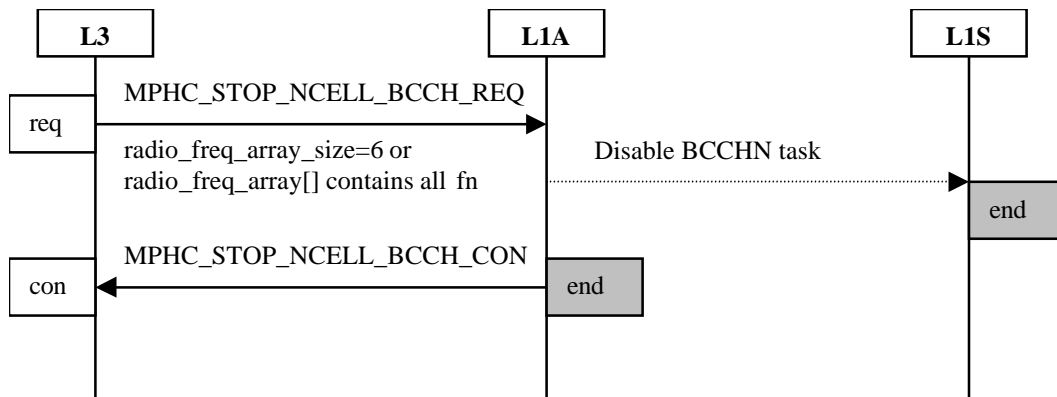 L3
L1A
L1S
MPHC_STOP_NCELL_BCCH_REQ
req
radio_freq_array_size=6 or
radio_freq_array[] contains all fn
Disable BCCHN task
end
MPHC_STOP_NCELL_BCCH_CON
con
end